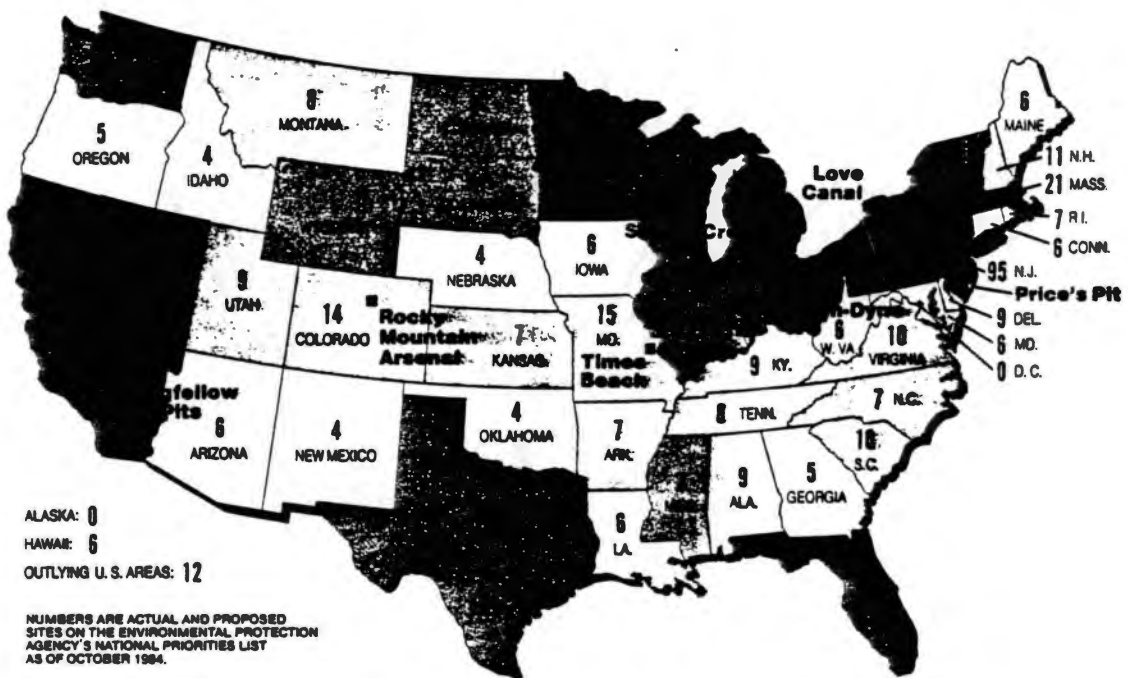 8
MONTANA
5
OREGON
4
IDAHO
6
MAINE
11 N.H.
21 MASS.
7 R.I.
6 CONN.
95 N.J.
Price's Pit
9 DEL.
6 MD.
0 D.C.
Love
Canal
4
NEBRASKA
6
IOWA
9
UTAH
14
COLORADO
Rocky
Mountain
Arsenal
7
KANSAS
15
MO.
Times
Beach
9 KY.
6
W. VA.
10
VIRGINIA
8 TENN.
7 N.C.
10
S.C.
6
ARIZONA
4
NEW MEXICO
4
OKLAHOMA
7
ARK.
9
ALA.
5
GEORGIA
6
LA.
ALASKA: 0
HAWAII: 6
OUTLYING U. S. AREAS: 12
NUMBERS ARE ACTUAL AND PROPOSED
SITES ON THE ENVIRONMENTAL PROTECTION
AGENCY'S NATIONAL PRIORITIES LIST
AS OF OCTOBER 1984.